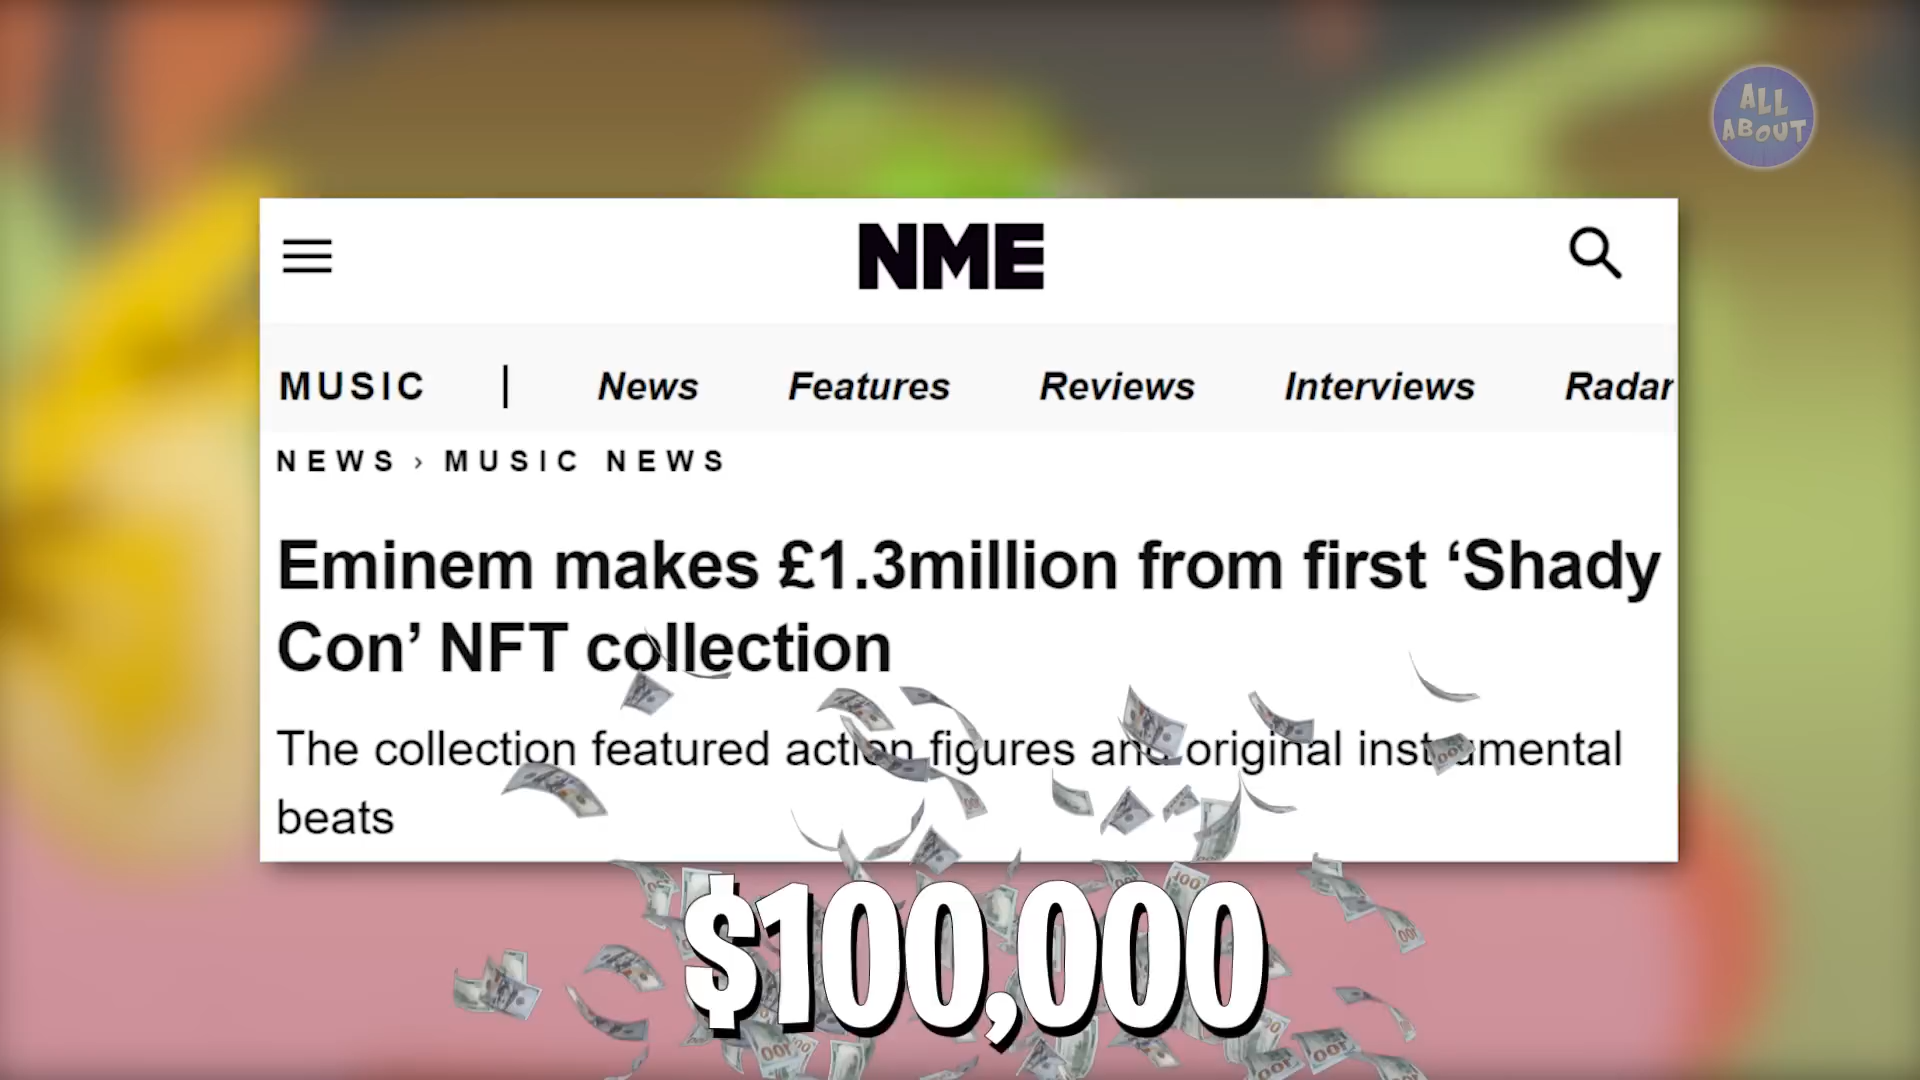 ALL
ABOUT
NME
MUSIC | News Features Reviews Interviews Radar
NEWS › MUSIC NEWS
Eminem makes £1.3million from first ‘Shady
Con’ NFT collection
The collection featured action figures and original instrumental
beats
$100,000